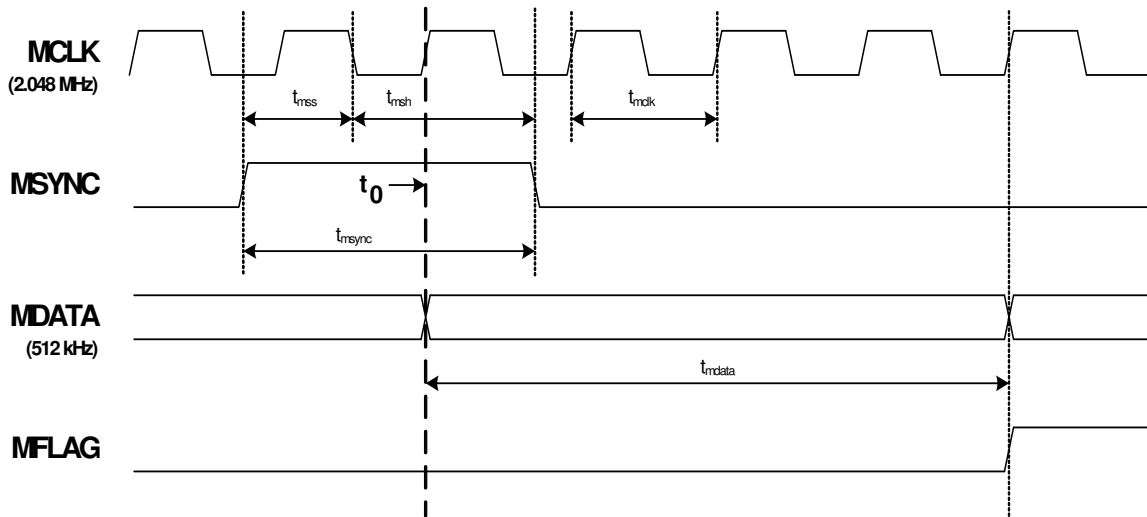 MCLK
(2.048 MHz)
tmss
tmsh
tmclk
MSYNC
t0
tmsync
MDATA
(512 kHz)
tmdata
MFLAG